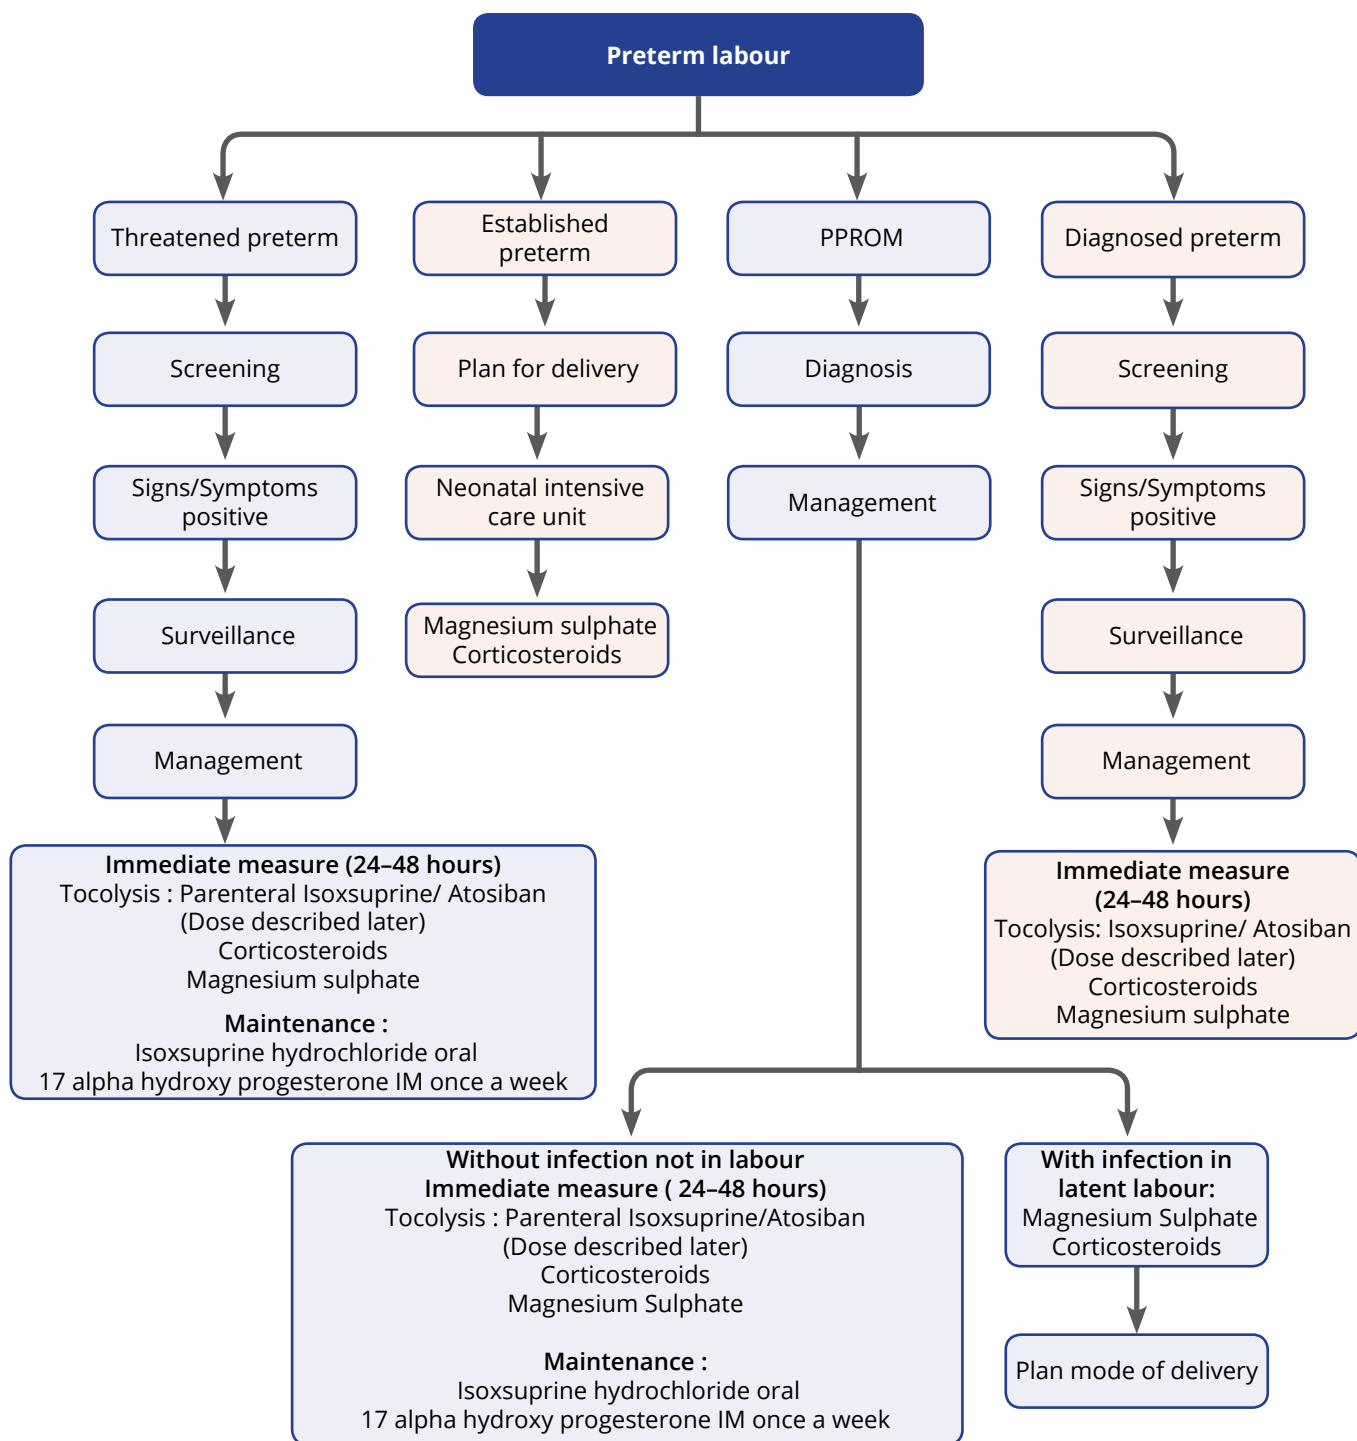 Preterm labour
Threatened preterm
Screening
Signs/Symptoms
positive
Surveillance
Management
Immediate measure (24–48 hours)
Tocolysis : Parenteral Isoxsuprine/ Atosiban
(Dose described later)
Corticosteroids
Magnesium sulphate
Maintenance :
Isoxsuprine hydrochloride oral
17 alpha hydroxy progesterone IM once a week
Established
preterm
Plan for delivery
Neonatal intensive
care unit
Magnesium sulphate
Corticosteroids
PPROM
Diagnosis
Management
Without infection not in labour
Immediate measure ( 24–48 hours)
Tocolysis : Parenteral Isoxsuprine/Atosiban
(Dose described later)
Corticosteroids
Magnesium Sulphate
Maintenance :
Isoxsuprine hydrochloride oral
17 alpha hydroxy progesterone IM once a week
With infection in
latent labour:
Magnesium Sulphate
Corticosteroids
Plan mode of delivery
Diagnosed preterm
Screening
Signs/Symptoms
positive
Surveillance
Management
Immediate measure
(24–48 hours)
Tocolysis: Isoxsuprine/ Atosiban
(Dose described later)
Corticosteroids
Magnesium sulphate